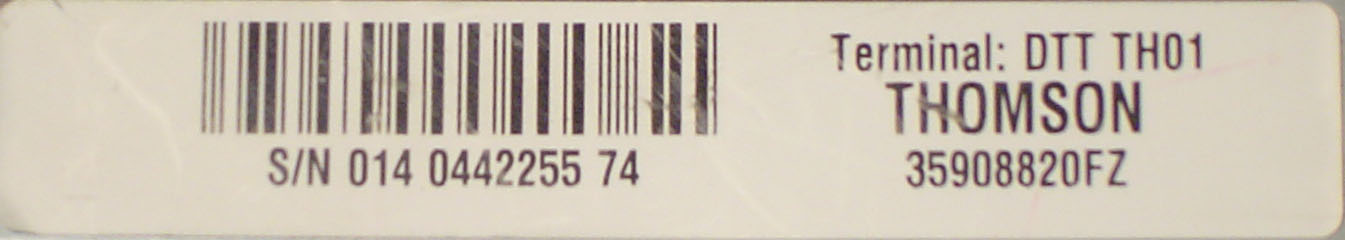 Terminal: DTT TH01
THOMSON
S/N 014 0442255 74
35908820FZ